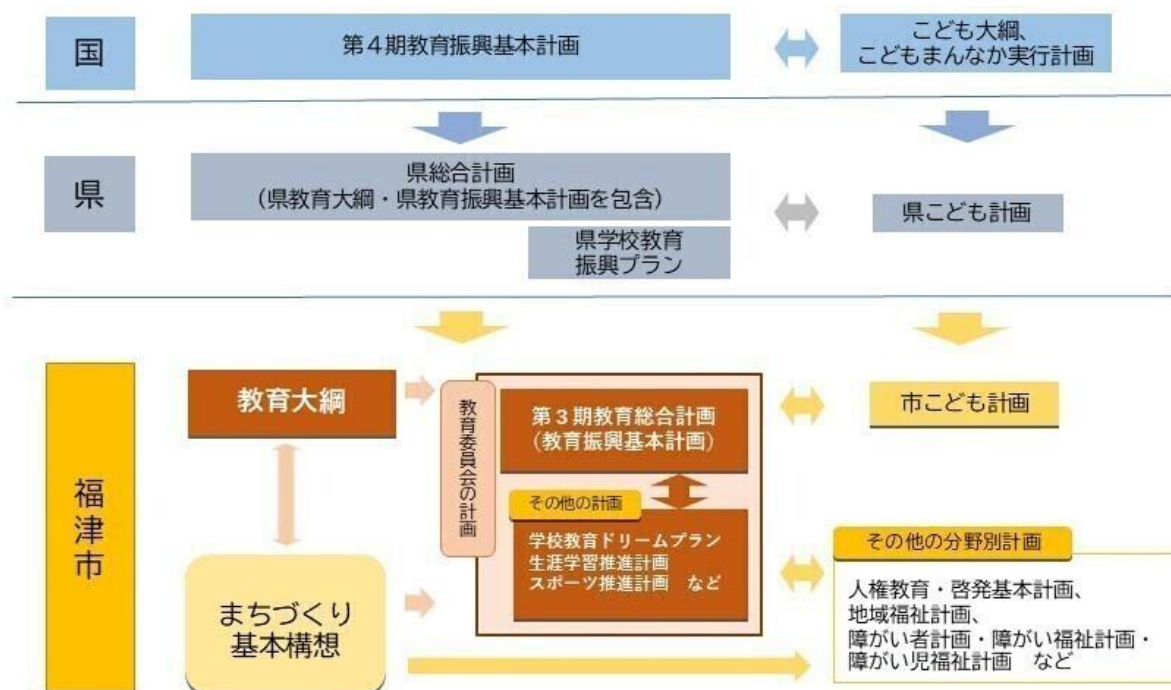 国
第４期教育振興基本計画
こども大綱、
こどもまんなか実行計画
県
県総合計画
（県教育大綱・県教育振興基本計画を包含）
県学校教育
振興プラン
県こども計画
福津市
教育大綱
教育委員会の計画
第３期教育総合計画
（教育振興基本計画）
市こども計画
その他の計画
学校教育ドリームプラン
生涯学習推進計画
スポーツ推進計画　など
まちづくり
基本構想
その他の分野別計画
人権教育・啓発基本計画、
地域福祉計画、
障がい者計画・障がい福祉計画・
障がい児福祉計画　など